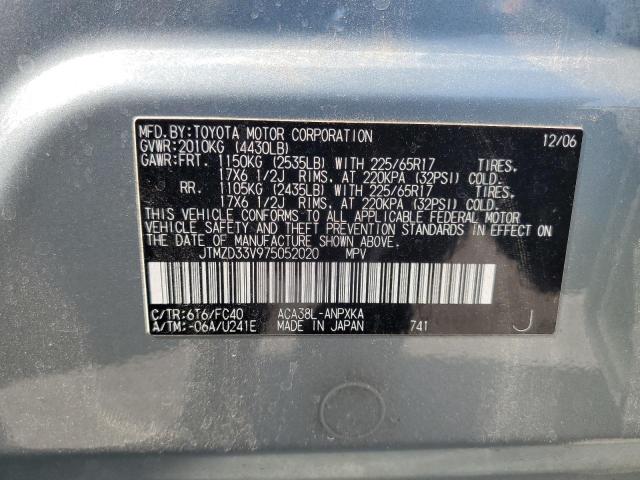 MFD.BY:TOYOTA MOTOR CORPORATION 12/06
GVWR:2010KG (4430LB)
GAWR:FRT. 1150KG (2535LB) WITH 225/65R17 TIRES.
17X6 1/2J RIMS. AT 220KPA (32PSI) COLD.
RR. 1105KG (2435LB) WITH 225/65R17 TIRES.
17X6 1/2J RIMS. AT 220KPA (32PSI) COLD.
THIS VEHICLE CONFORMS TO ALL APPLICABLE FEDERAL MOTOR
VEHICLE SAFETY AND THEFT PREVENTION STANDARDS IN EFFECT ON
THE DATE OF MANUFACTURE SHOWN ABOVE.
JTMZD33V975052020 MPV
C/TR:6T6/FC40 ACA38L-ANPXKA
A/TM:-06A/U241E MADE IN JAPAN 741 J